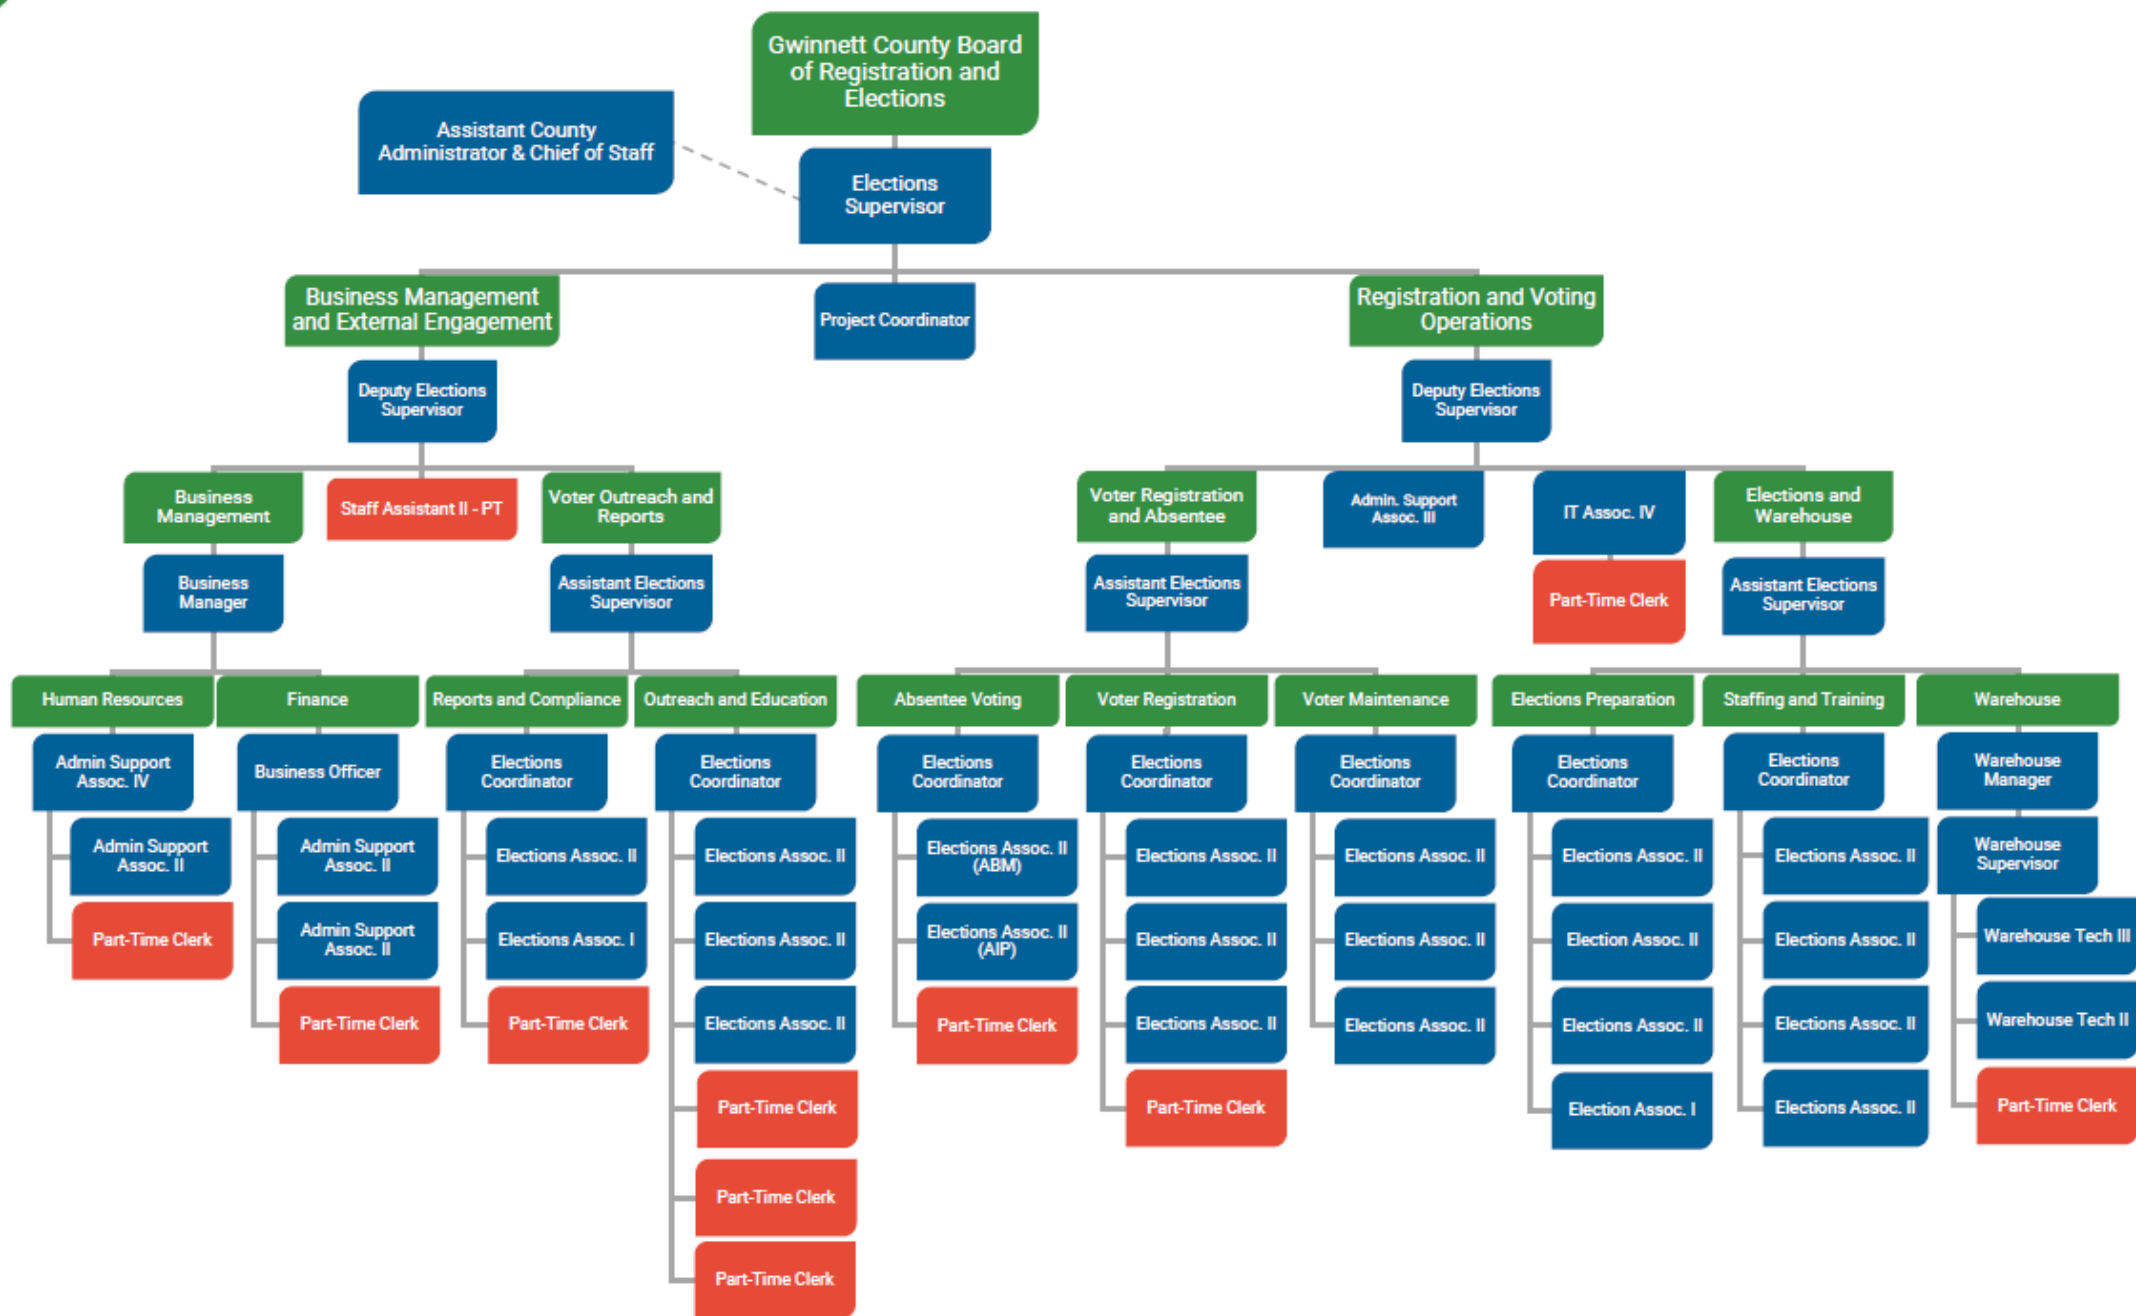 Gwinnett County Board
of Registration and
Elections
Assistant County
Administrator & Chief of Staff
Elections
Supervisor
Business Management
and External Engagement
Project Coordinator
Registration and Voting
Operations
Deputy Elections
Supervisor
Deputy Elections
Supervisor
Business
Management
Staff Assistant II - PT
Voter Outreach and
Reports
Voter Registration
and Absentee
Admin. Support
Assoc. III
IT Assoc. IV
Elections and
Warehouse
Business
Manager
Assistant Elections
Supervisor
Assistant Elections
Supervisor
Part-Time Clerk
Assistant Elections
Supervisor
Human Resources
Finance
Reports and Compliance
Outreach and Education
Absentee Voting
Voter Registration
Voter Maintenance
Elections Preparation
Staffing and Training
Warehouse
Admin Support
Assoc. IV
Business Officer
Elections
Coordinator
Elections
Coordinator
Elections
Coordinator
Elections
Coordinator
Elections
Coordinator
Elections
Coordinator
Elections
Coordinator
Warehouse
Manager
Admin Support
Assoc. II
Admin Support
Assoc. II
Elections Assoc. II
Elections Assoc. II
Elections Assoc. II
(ABM)
Elections Assoc. II
Elections Assoc. II
Elections Assoc. II
Elections Assoc. II
Warehouse
Supervisor
Part-Time Clerk
Admin Support
Assoc. II
Elections Assoc. I
Elections Assoc. II
Elections Assoc. II
(AIP)
Elections Assoc. II
Elections Assoc. II
Election Assoc. II
Elections Assoc. II
Warehouse Tech III
Part-Time Clerk
Part-Time Clerk
Elections Assoc. II
Part-Time Clerk
Elections Assoc. II
Elections Assoc. II
Elections Assoc. II
Elections Assoc. II
Warehouse Tech II
Part-Time Clerk
Part-Time Clerk
Election Assoc. I
Elections Assoc. II
Part-Time Clerk
Part-Time Clerk
Part-Time Clerk